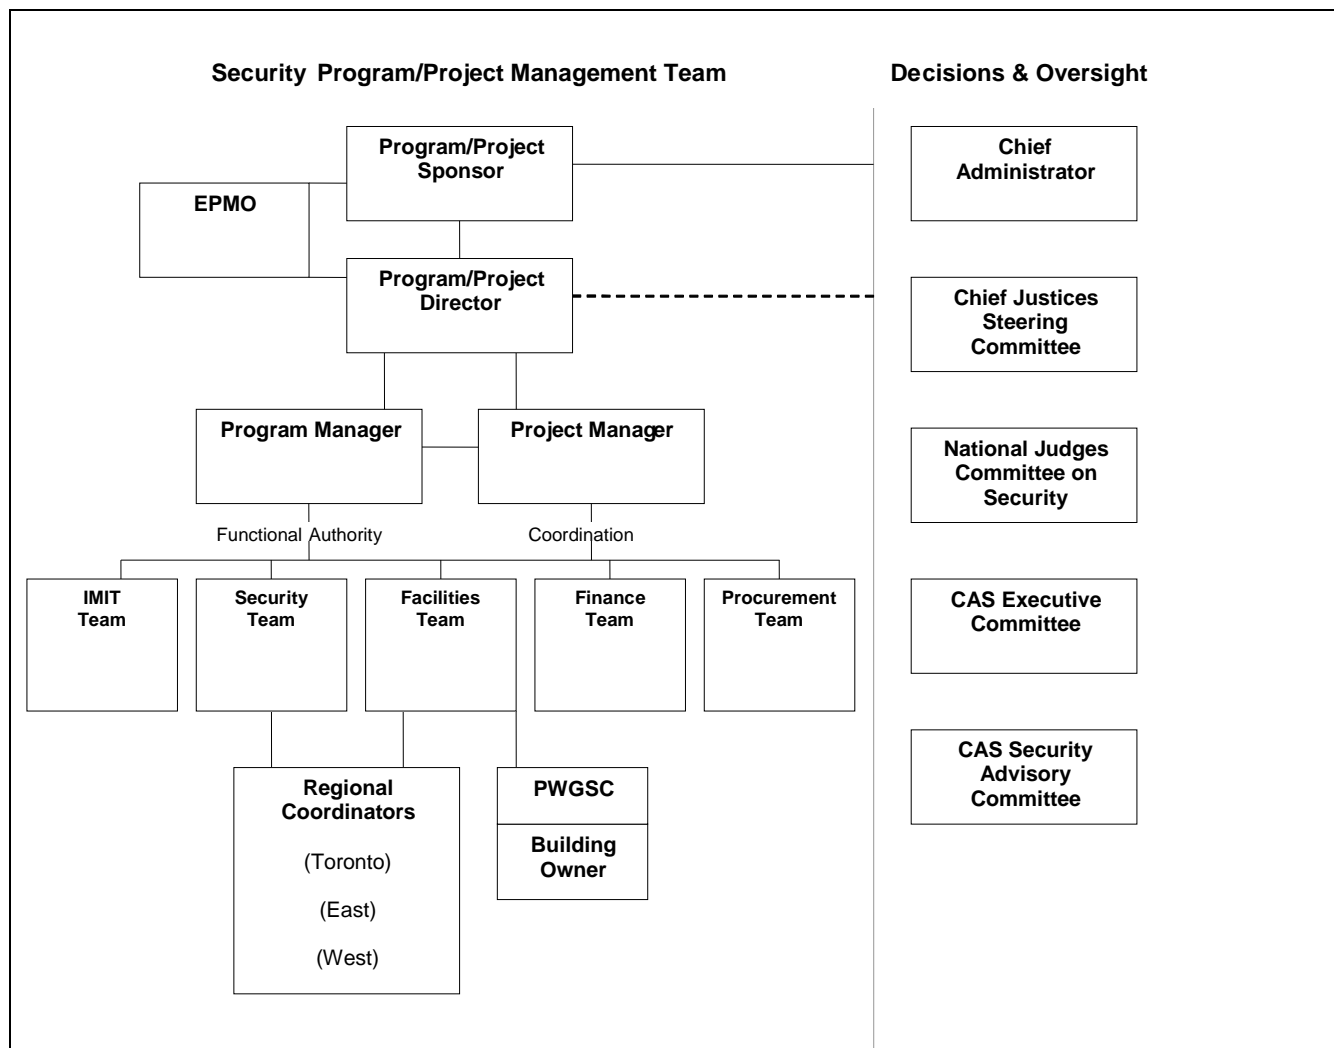 Security Program/Project Management Team
Decisions & Oversight
Program/Project
Sponsor
Chief
Administrator
EPMO
Program/Project
Director
Chief Justices
Steering
Committee
Program Manager
Project Manager
National Judges
Committee on
Security
Functional Authority
Coordination
IMIT
Team
Security
Team
Facilities
Team
Finance
Team
Procurement
Team
CAS Executive
Committee
Regional
Coordinators
(Toronto)
(East)
(West)
PWGSC
Building
Owner
CAS Security
Advisory
Committee